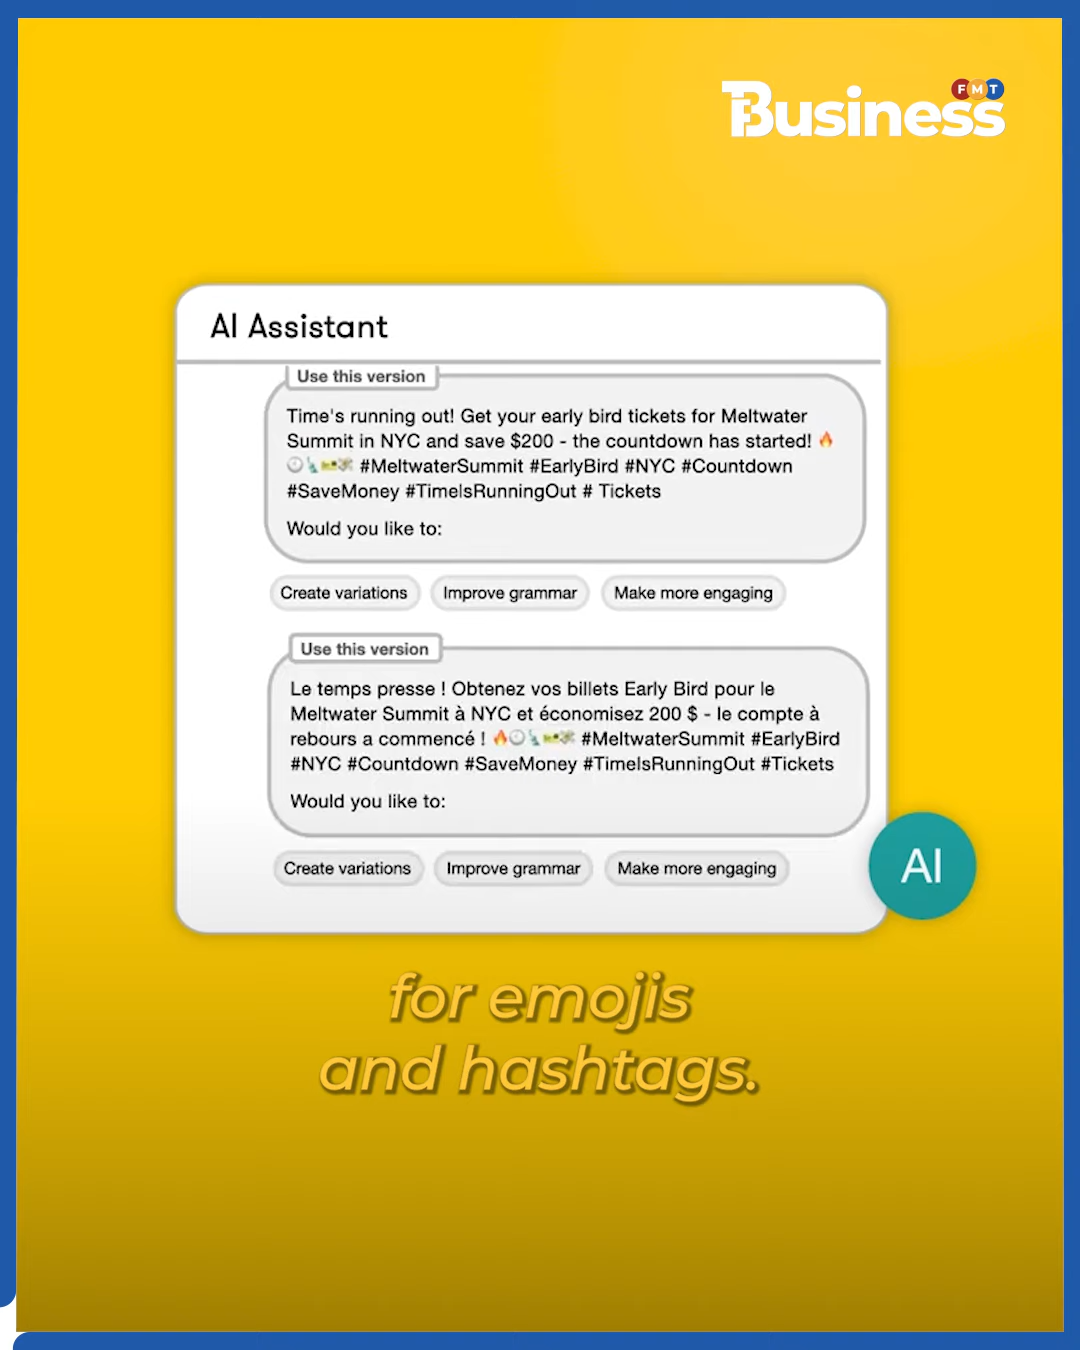 FMT
Business
AI Assistant
Use this version
Time's running out! Get your early bird tickets for Meltwater
Summit in NYC and save $200 - the countdown has started! 🔥
🕐🗽🎫💸 #MeltwaterSummit #EarlyBird #NYC #Countdown
#SaveMoney #TimeIsRunningOut # Tickets
Would you like to:
Create variations Improve grammar Make more engaging
Use this version
Le temps presse ! Obtenez vos billets Early Bird pour le
Meltwater Summit à NYC et économisez 200 $ - le compte à
rebours a commencé ! 🔥🕐🗽🎫💸 #MeltwaterSummit #EarlyBird
#NYC #Countdown #SaveMoney #TimeIsRunningOut #Tickets
Would you like to:
Create variations Improve grammar Make more engaging
AI
for emojis
and hashtags.